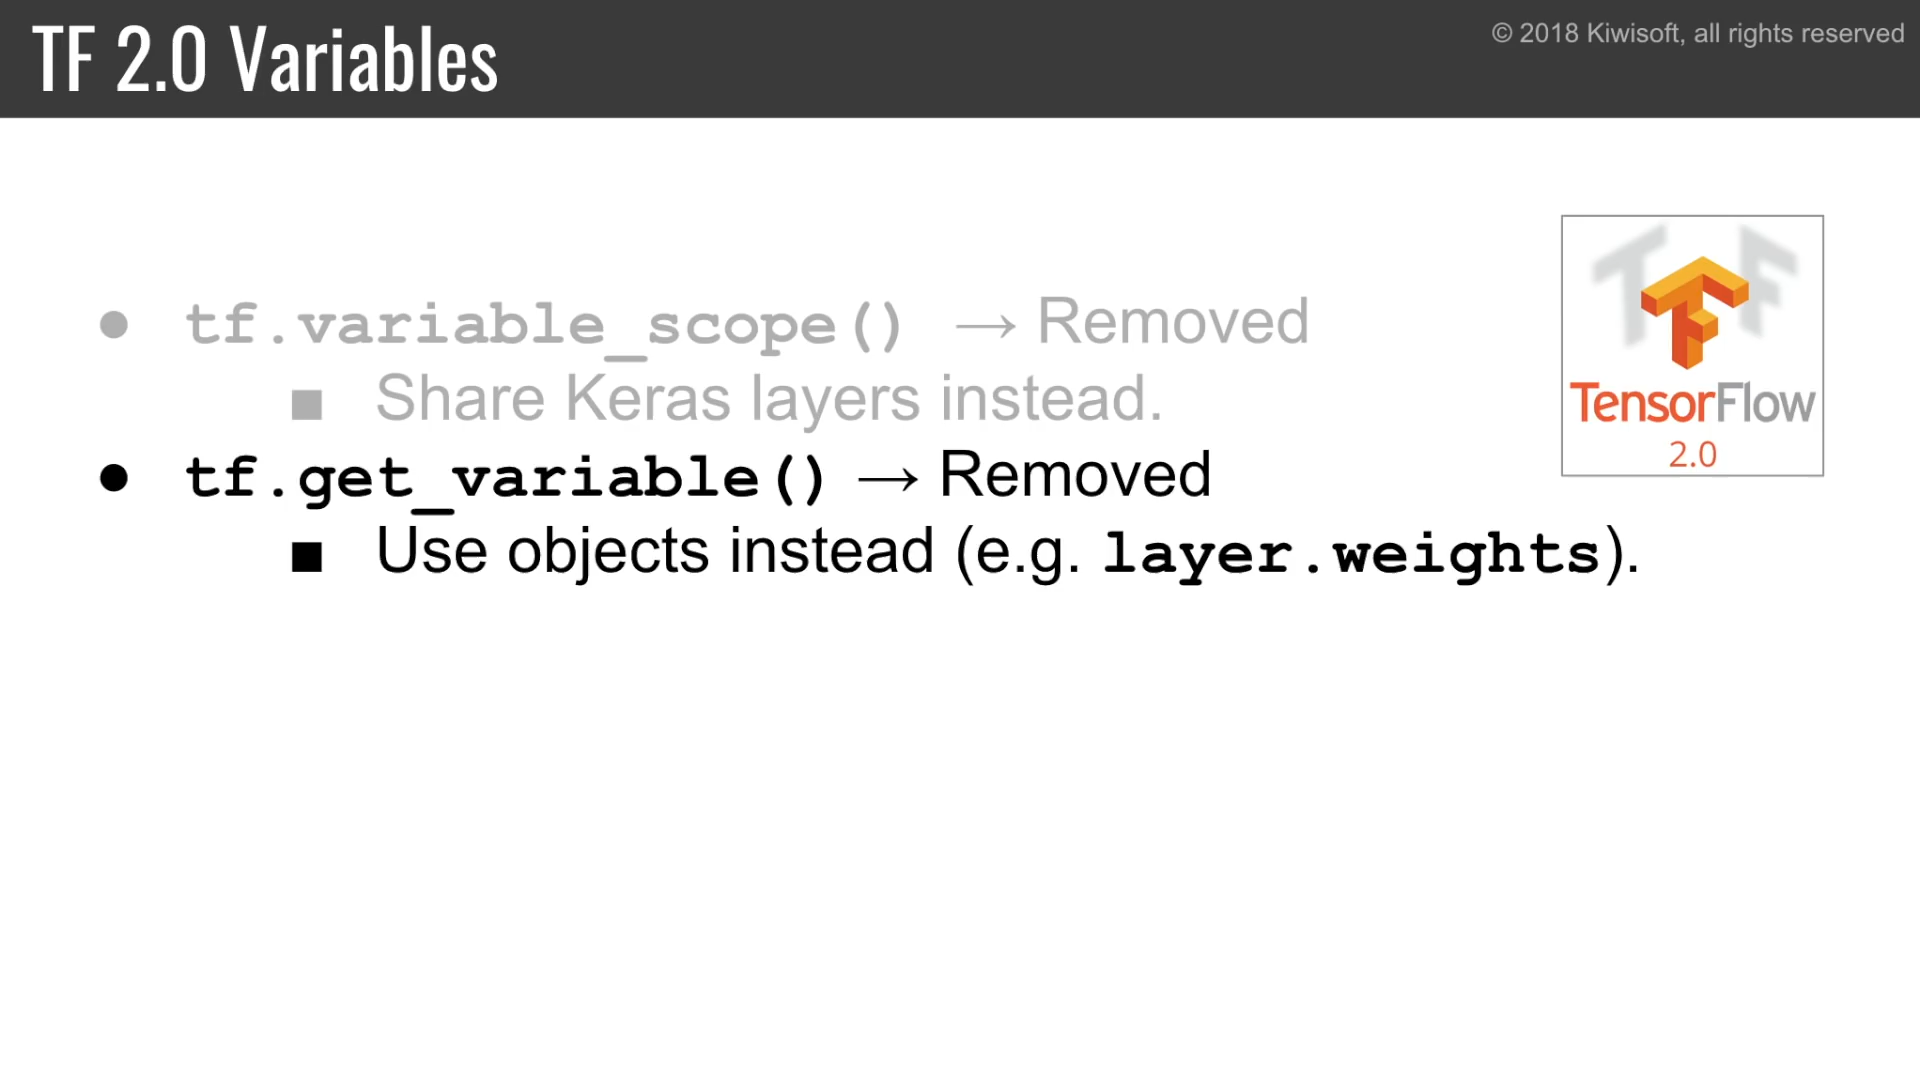 TF 2.0 Variables
© 2018 Kiwisoft, all rights reserved
● tf.variable_scope() → Removed
■ Share Keras layers instead.
● tf.get_variable() → Removed
■ Use objects instead (e.g. layer.weights).
TensorFlow
2.0